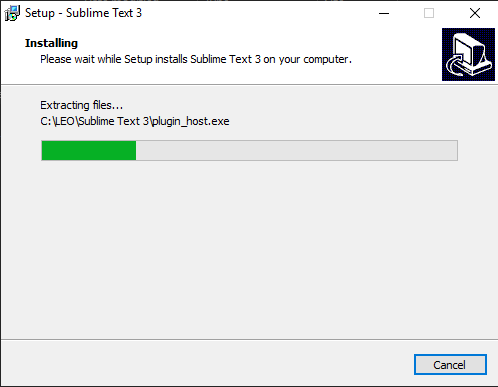 Setup - Sublime Text 3
Installing
Please wait while Setup installs Sublime Text 3 on your computer.
Extracting files...
C:\LEO\Sublime Text 3\plugin_host.exe
Cancel